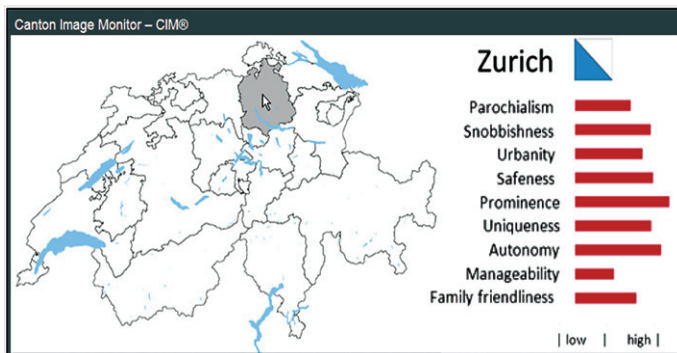 Canton Image Monitor – CIM®
Zurich
Parochialism
Snobbishness
Urbanity
Safeness
Prominence
Uniqueness
Autonomy
Manageability
Family friendliness
| low | high |